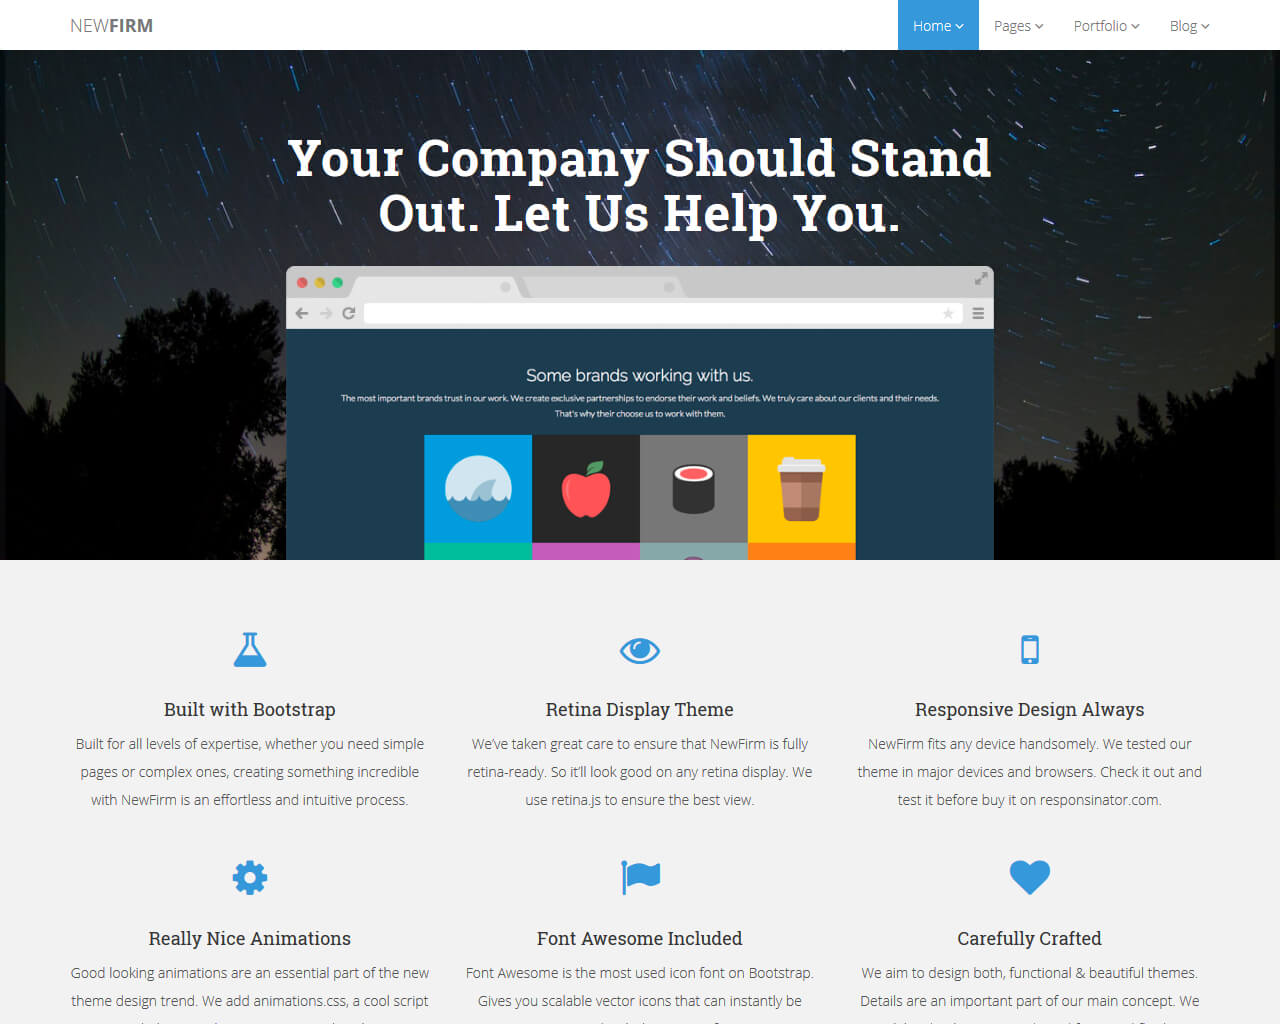 NEWFIRM
Home
Pages
Portfolio
Blog
Your Company Should Stand
Out. Let Us Help You.
Some brands working with us.
The most important brands trust in our work. We create exclusive partnerships to endorse their work and beliefs. We truly care about our clients and their needs.
That's why their choose us to work with them.
Built with Bootstrap
Built for all levels of expertise, whether you need simple
pages or complex ones, creating something incredible
with NewFirm is an effortless and intuitive process.
Retina Display Theme
We've taken great care to ensure that NewFirm is fully
retina-ready. So it'll look good on any retina display. We
use retina.js to ensure the best view.
Responsive Design Always
NewFirm fits any device handsomely. We tested our
theme in major devices and browsers. Check it out and
test it before buy it on responsinator.com.
Really Nice Animations
Good looking animations are an essential part of the new
theme design trend. We add animations.css, a cool script
Font Awesome Included
Font Awesome is the most used icon font on Bootstrap.
Gives you scalable vector icons that can instantly be
Carefully Crafted
We aim to design both, functional & beautiful themes.
Details are an important part of our main concept. We